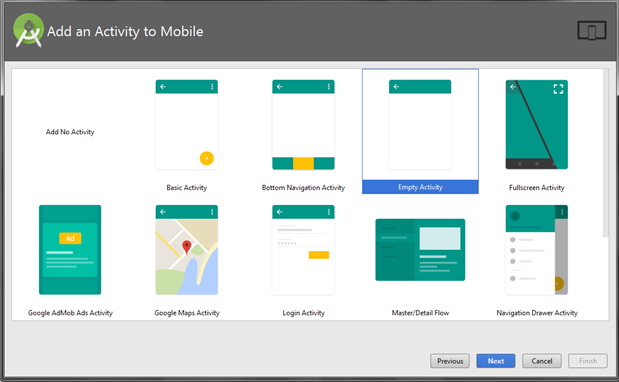 Add an Activity to Mobile
Add No Activity
Basic Activity
Bottom Navigation Activity
Empty Activity
Fullscreen Activity
Ad
Google AdMob Ads Activity
Google Maps Activity
Login Activity
Master/Detail Flow
Navigation Drawer Activity
Previous
Next
Cancel
Finish